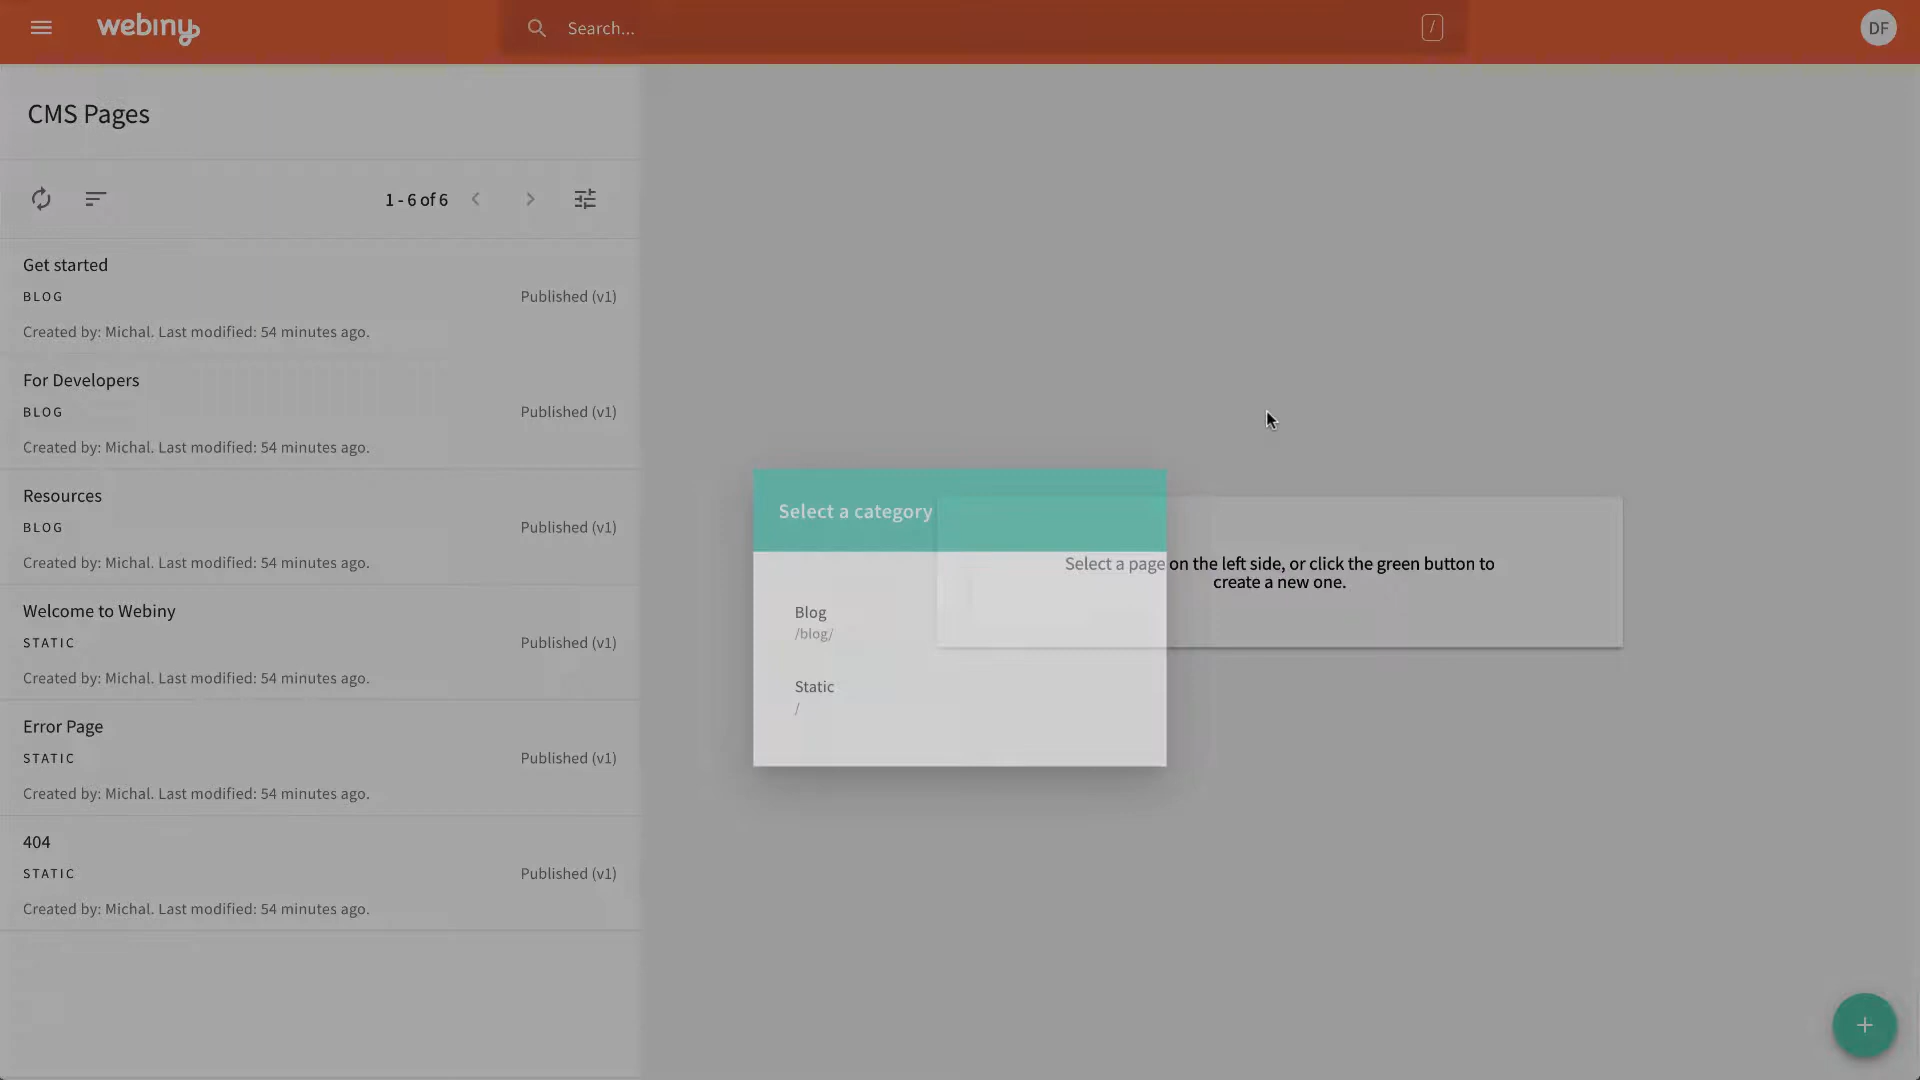 webiny
Search...
/
DF
CMS Pages
1 - 6 of 6
Get started
BLOG
Published (v1)
Created by: Michal. Last modified: 54 minutes ago.
For Developers
BLOG
Published (v1)
Created by: Michal. Last modified: 54 minutes ago.
Resources
BLOG
Published (v1)
Created by: Michal. Last modified: 54 minutes ago.
Welcome to Webiny
STATIC
Published (v1)
Created by: Michal. Last modified: 54 minutes ago.
Error Page
STATIC
Published (v1)
Created by: Michal. Last modified: 54 minutes ago.
404
STATIC
Published (v1)
Created by: Michal. Last modified: 54 minutes ago.
Select a category
Blog
/blog/
Static
/
Select a page on the left side, or click the green button to
create a new one.